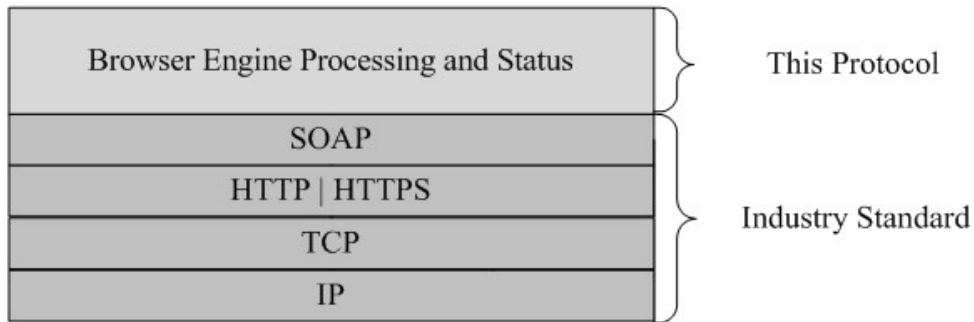 Browser Engine Processing and Status
This Protocol
SOAP
HTTP | HTTPS
TCP
Industry Standard
IP